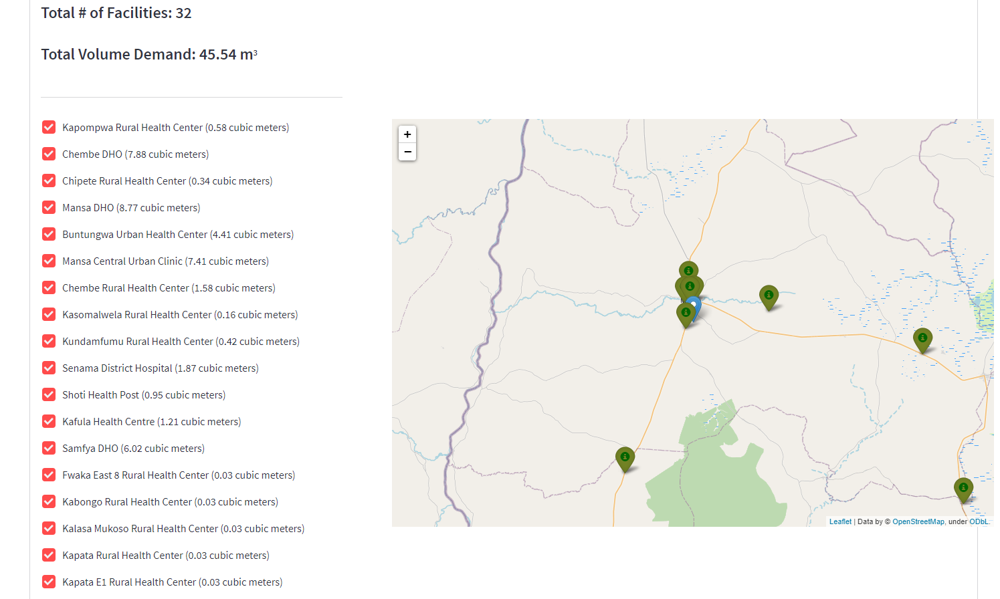 Total # of Facilities: 32
Total Volume Demand: 45.54 m³
Kapompwa Rural Health Center (0.58 cubic meters)
Chembe DHO (7.88 cubic meters)
Chipete Rural Health Center (0.34 cubic meters)
Mansa DHO (8.77 cubic meters)
Buntungwa Urban Health Center (4.41 cubic meters)
Mansa Central Urban Clinic (7.41 cubic meters)
Chembe Rural Health Center (1.58 cubic meters)
Kasomalwela Rural Health Center (0.16 cubic meters)
Kundamfumu Rural Health Center (0.42 cubic meters)
Senama District Hospital (1.87 cubic meters)
Shoti Health Post (0.95 cubic meters)
Kafula Health Centre (1.21 cubic meters)
Samfya DHO (6.02 cubic meters)
Fwaka East 8 Rural Health Center (0.03 cubic meters)
Kabongo Rural Health Center (0.03 cubic meters)
Kalasa Mukoso Rural Health Center (0.03 cubic meters)
Kapata Rural Health Center (0.03 cubic meters)
Kapata E1 Rural Health Center (0.03 cubic meters)
+
−
Leaflet | Data by © OpenStreetMap, under ODbL.